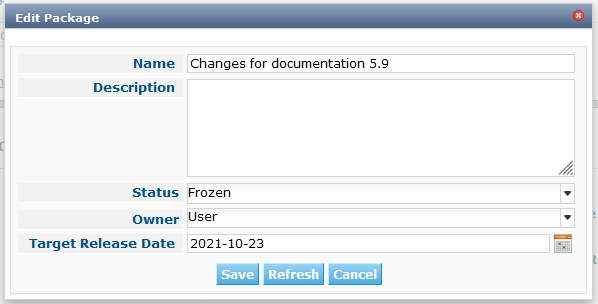 Edit Package
Name Changes for documentation 5.9
Description
Status Frozen
Owner User
Target Release Date 2021-10-23
Save Refresh Cancel